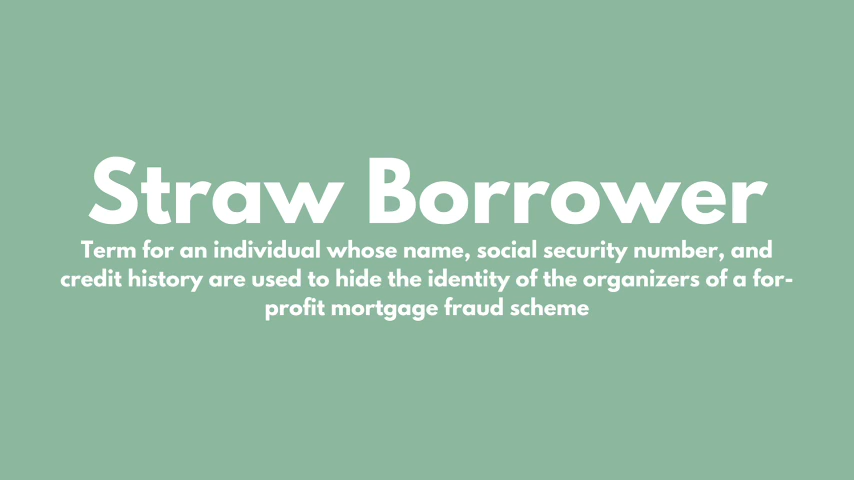 Straw Borrower
Term for an individual whose name, social security number, and
credit history are used to hide the identity of the organizers of a for-
profit mortgage fraud scheme